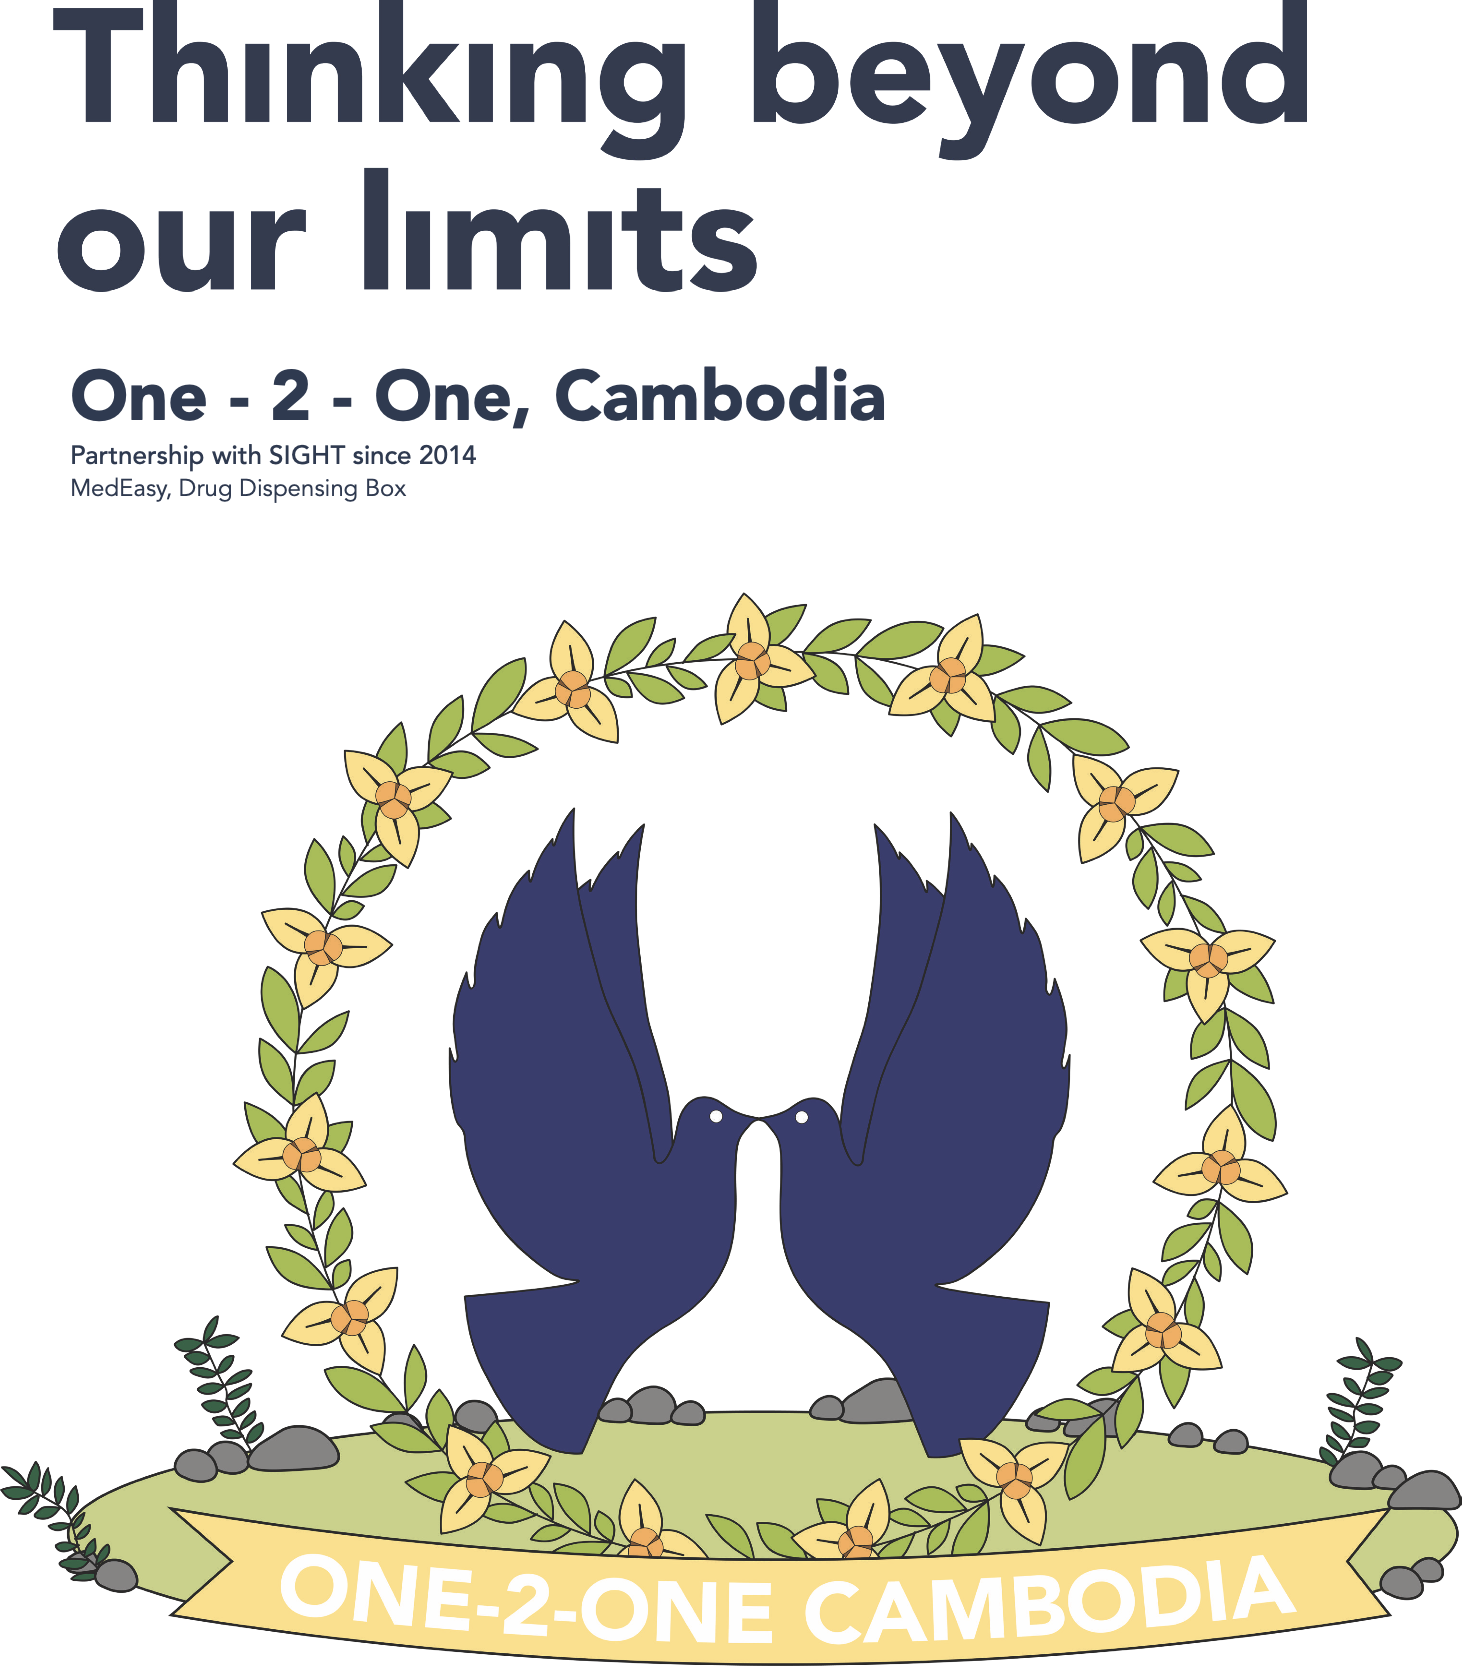 Thinking beyond
our limits
One - 2 - One, Cambodia
Partnership with SIGHT since 2014
MedEasy, Drug Dispensing Box
ONE-2-ONE CAMBODIA